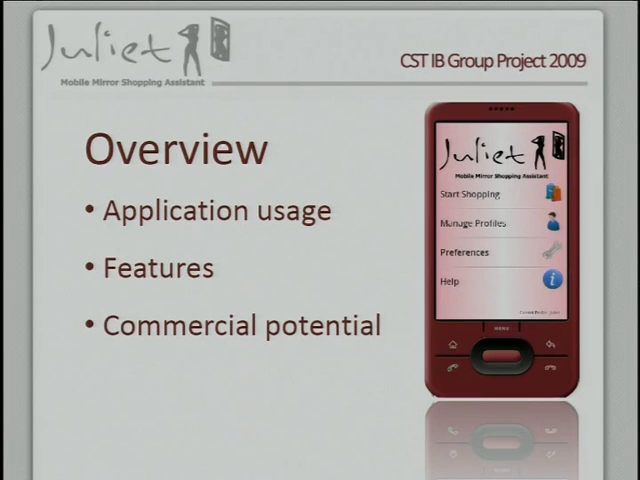 Juliet
Mobile Mirror Shopping Assistant
CST IB Group Project 2009
Overview
• Application usage
• Features
• Commercial potential
Juliet
Mobile Mirror Shopping Assistant
Start Shopping
Manage Profiles
Preferences
Help
MENU